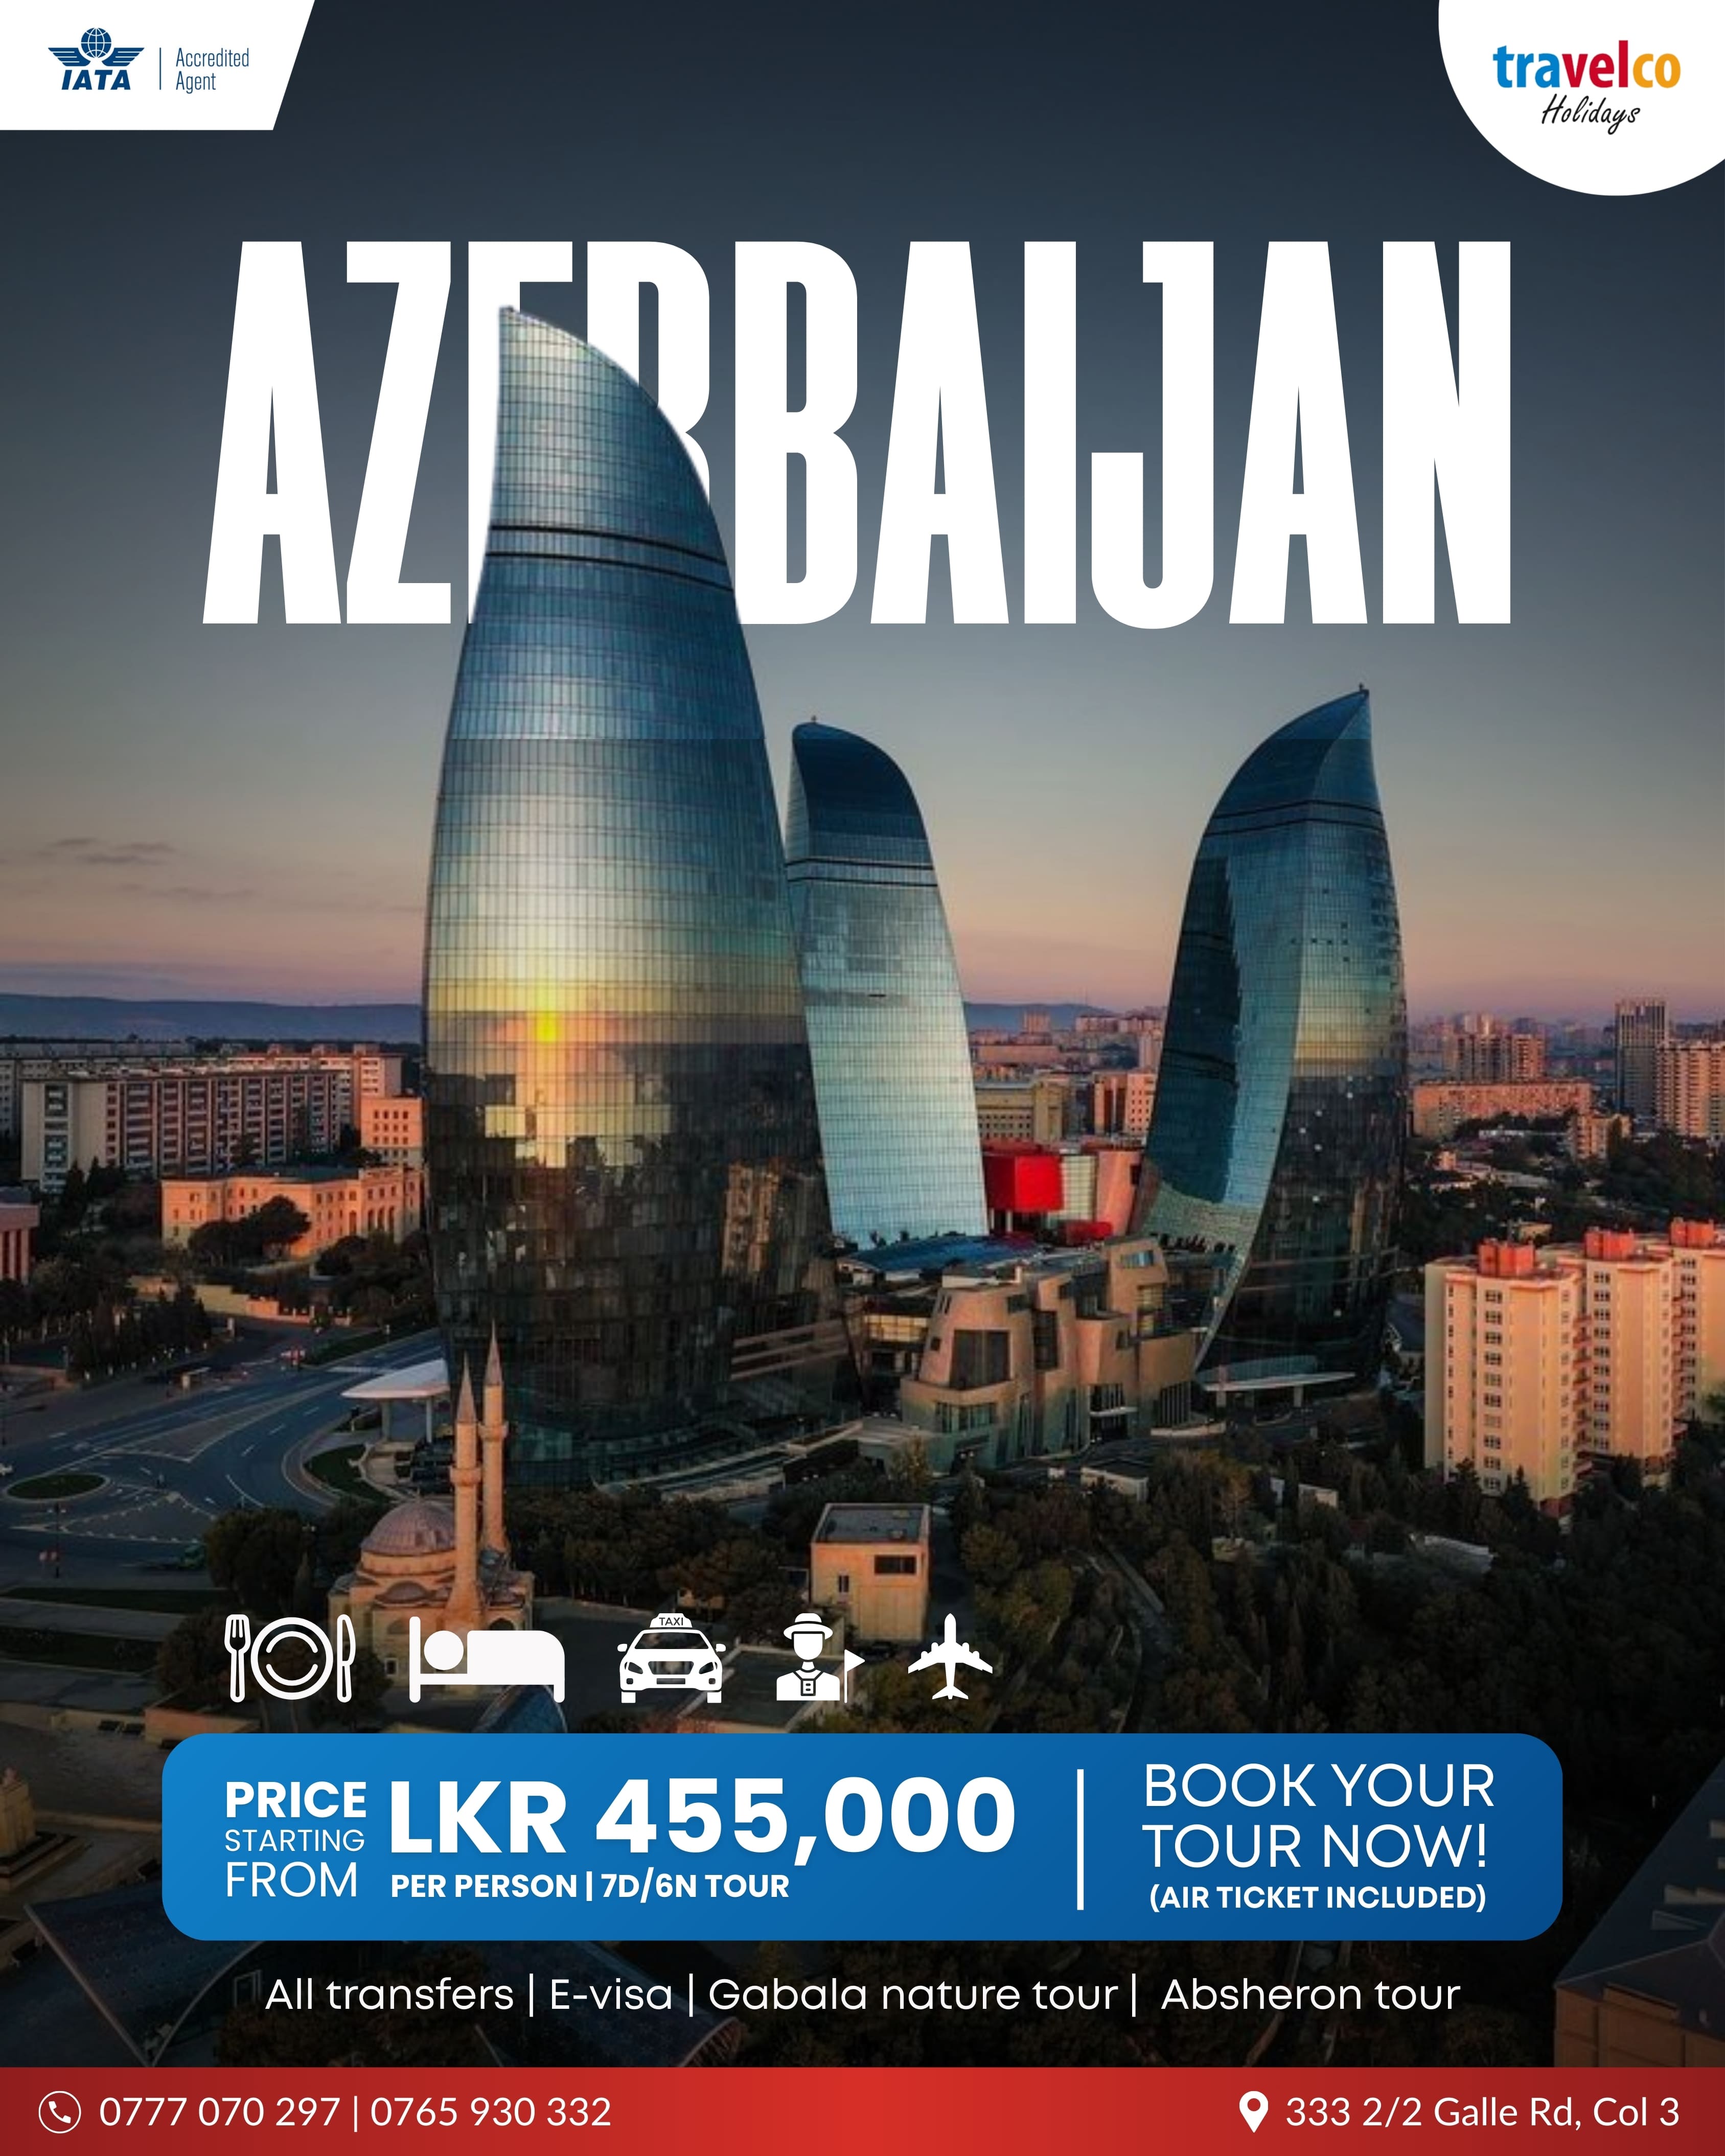 IATA
Accredited
Agent
travelco
Holidays
AZERBAIJAN
TAXI
PRICE
STARTING
FROM
LKR 455,000
PER PERSON | 7D/6N TOUR
BOOK YOUR
TOUR NOW!
(AIR TICKET INCLUDED)
All transfers | E-visa | Gabala nature tour | Absheron tour
0777 070 297 | 0765 930 332
333 2/2 Galle Rd, Col 3